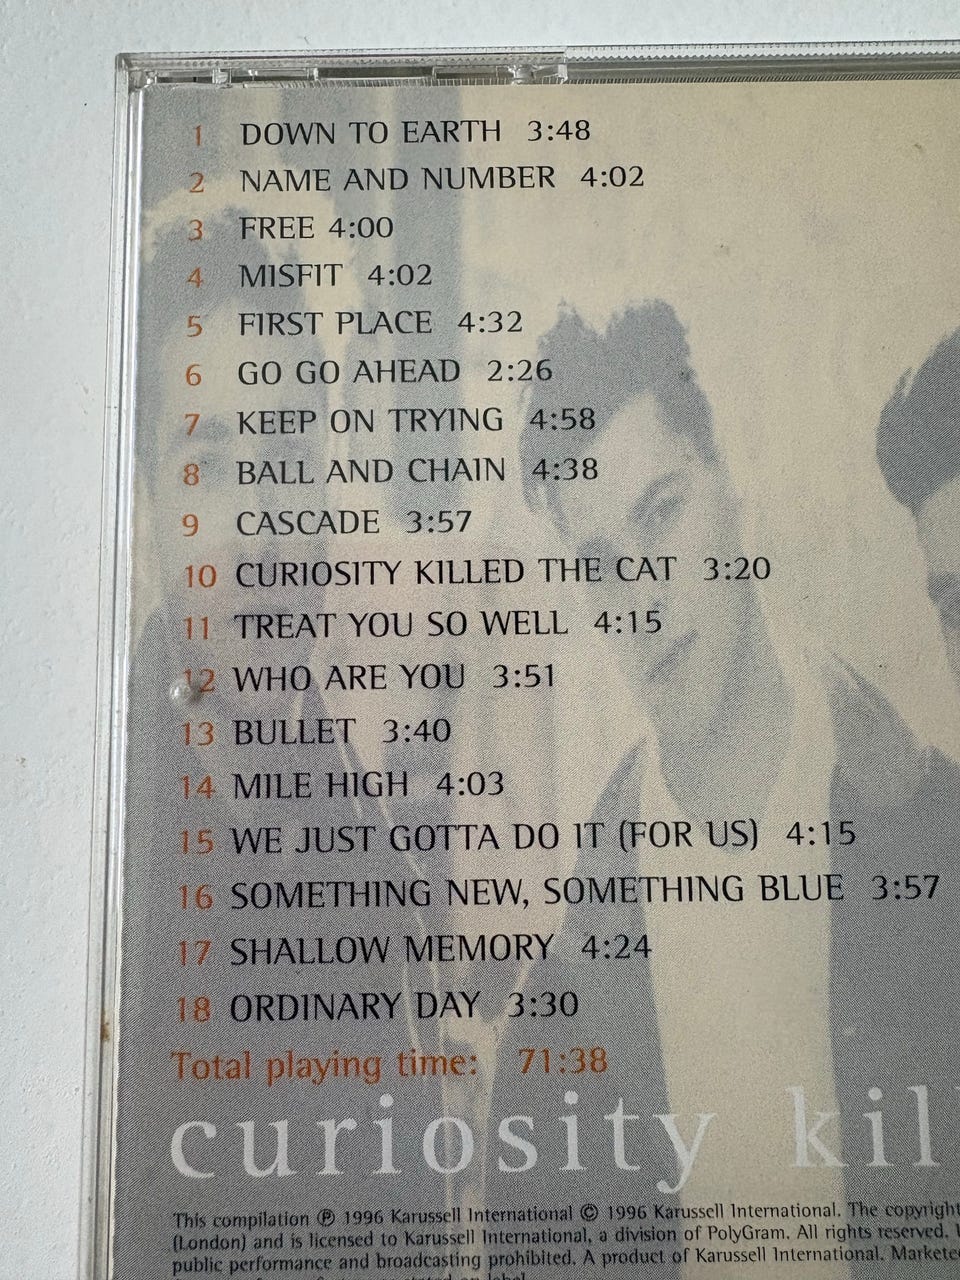 1 DOWN TO EARTH 3:48
2 NAME AND NUMBER 4:02
3 FREE 4:00
4 MISFIT 4:02
5 FIRST PLACE 4:32
6 GO GO AHEAD 2:26
7 KEEP ON TRYING 4:58
8 BALL AND CHAIN 4:38
9 CASCADE 3:57
10 CURIOSITY KILLED THE CAT 3:20
11 TREAT YOU SO WELL 4:15
12 WHO ARE YOU 3:51
13 BULLET 3:40
14 MILE HIGH 4:03
15 WE JUST GOTTA DO IT (FOR US) 4:15
16 SOMETHING NEW, SOMETHING BLUE 3:57
17 SHALLOW MEMORY 4:24
18 ORDINARY DAY 3:30
Total playing time: 71:38
curiosity kil
This compilation ℗ 1996 Karussell International © 1996 Karussell International. The copyright
(London) and is licensed to Karussell International, a division of PolyGram. All rights reserved.
public performance and broadcasting prohibited. A product of Karussell International. Markete